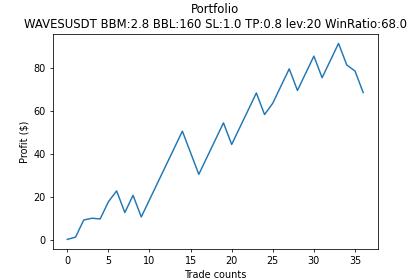 Portfolio
WAVESUSDT BBM:2.8 BBL:160 SL:1.0 TP:0.8 lev:20 WinRatio:68.0
80
60
40
20
0
Profit ($)
0 5 10 15 20 25 30 35
Trade counts